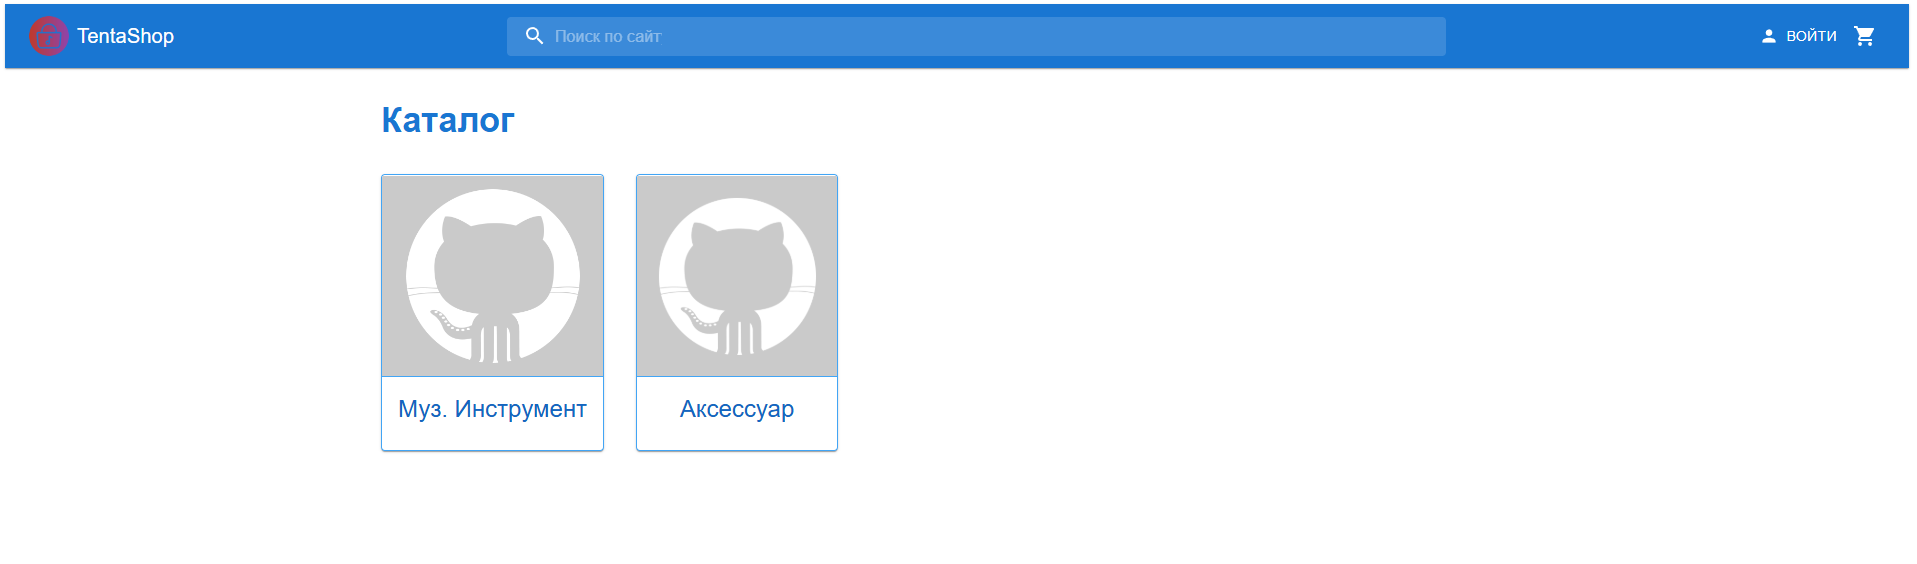 TentaShop
Поиск по сайт
ВОЙТИ
Каталог
Муз. Инструмент
Аксессуар